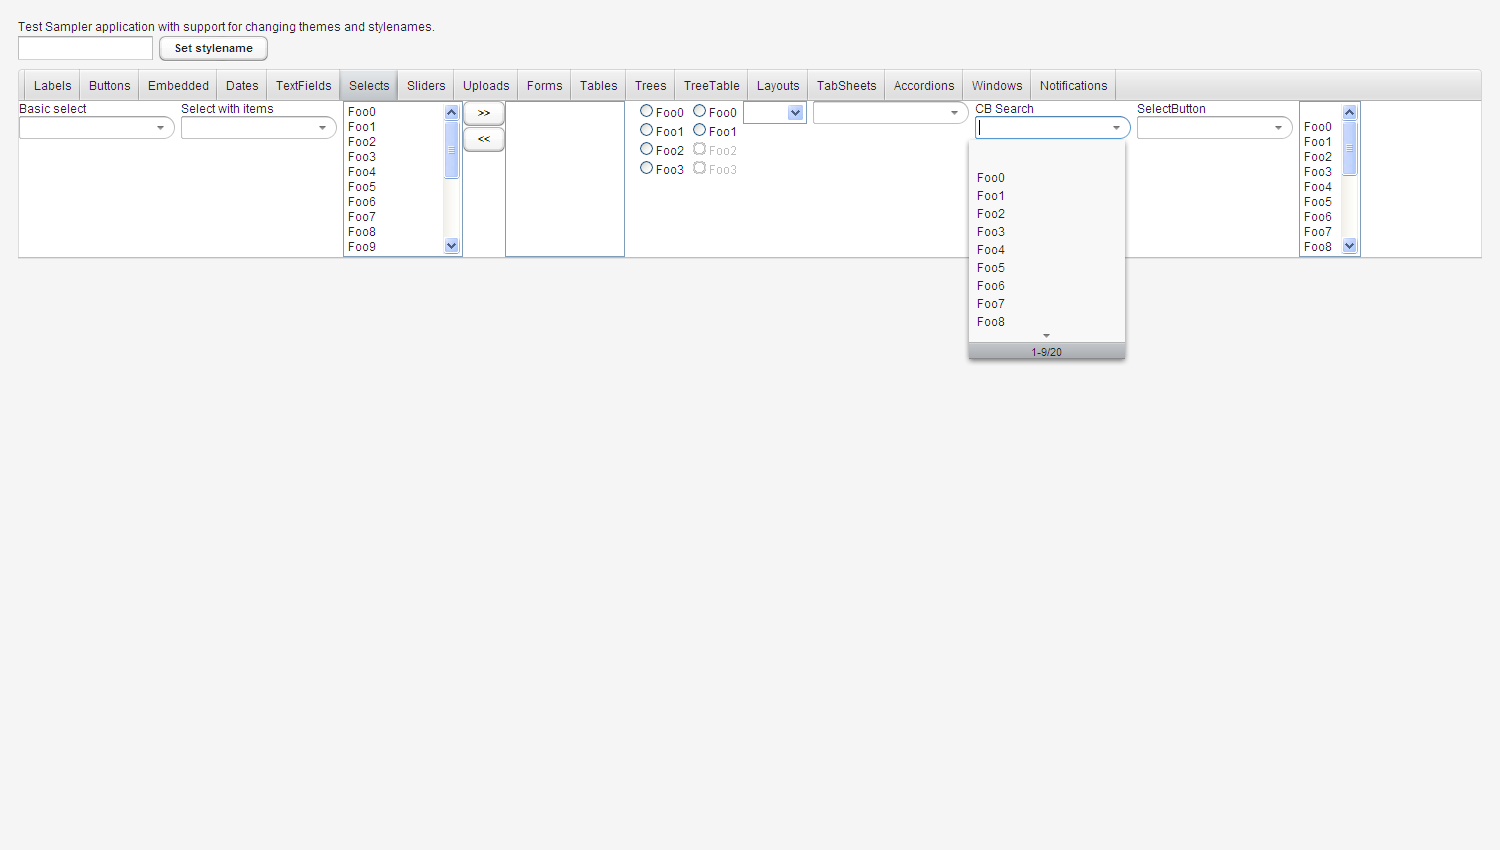 Test Sampler application with support for changing themes and stylenames.
Set stylename
Labels Buttons Embedded Dates TextFields Selects Sliders Uploads Forms Tables Trees TreeTable Layouts TabSheets Accordions Windows Notifications
Basic select
Select with items
Foo0
Foo1
Foo2
Foo3
Foo4
Foo5
Foo6
Foo7
Foo8
Foo9
>>
<<
Foo0
Foo1
Foo2
Foo3
Foo0
Foo1
Foo2
Foo3
CB Search
Foo0
Foo1
Foo2
Foo3
Foo4
Foo5
Foo6
Foo7
Foo8
1-9/20
SelectButton
Foo0
Foo1
Foo2
Foo3
Foo4
Foo5
Foo6
Foo7
Foo8